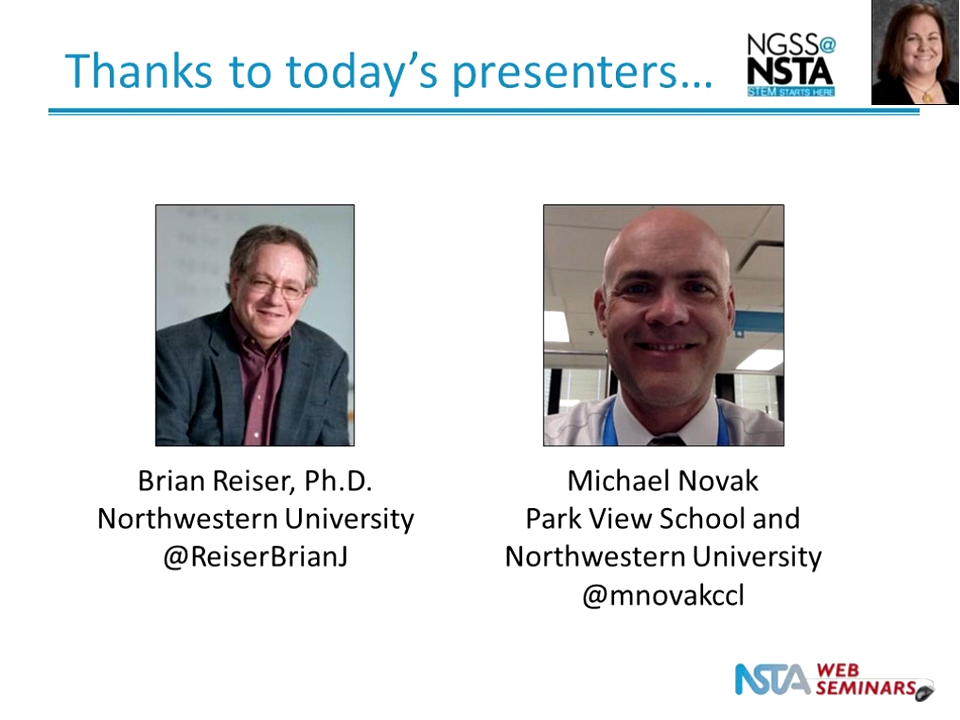 Thanks to today's presenters…
NGSS@
NSTA
STEM STARTS HERE
Brian Reiser, Ph.D.
Northwestern University
@ReiserBrianJ
Michael Novak
Park View School and
Northwestern University
@mnovakccl
NSTA WEB
SEMINARS